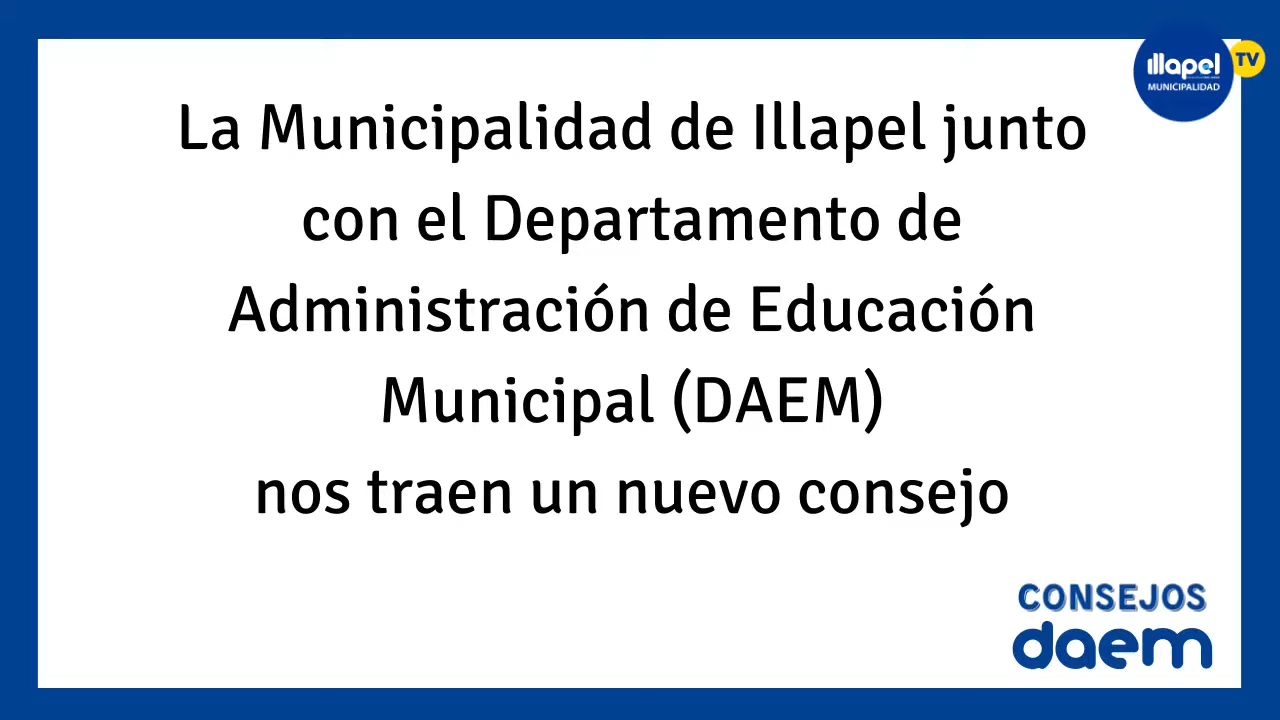 illapel TV
MUNICIPALIDAD
La Municipalidad de Illapel junto
con el Departamento de
Administración de Educación
Municipal (DAEM)
nos traen un nuevo consejo
CONSEJOS
daem